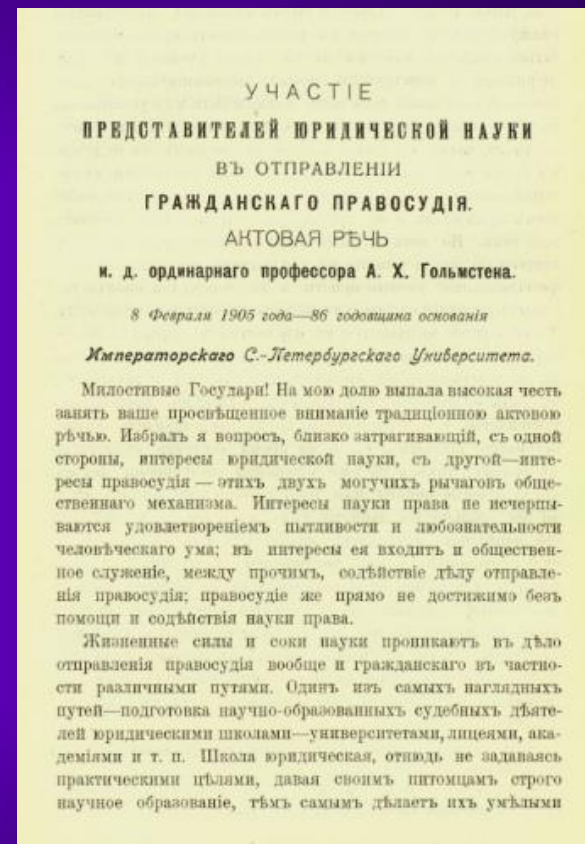 УЧАСТІЕ
ПРЕДСТАВИТЕЛЕЙ ЮРИДИЧЕСКОЙ НАУКИ
ВЪ ОТПРАВЛЕНІИ
ГРАЖДАНСКАГО ПРАВОСУДІЯ.
АКТОВАЯ РѢЧЬ
и. д. ординарнаго профессора А. Х. Гольмстена.
8 Февраля 1905 года—86 годовщина основанія
Императорскаго С.-Петербургскаго Университета.
Милостивые Государи! На мою долю выпала высокая честь
занять ваше просвѣщенное вниманіе традиціонною актовою
рѣчью. Избралъ я вопросъ, близко затрагивающій, съ одной
стороны, интересы юридической науки, съ другой—инте-
ресы правосудія — этихъ двухъ могучихъ рычаговъ обще-
ственнаго механизма. Интересы науки права не исчерпы-
ваются удовлетвореніемъ пытливости и любознательности
человѣческаго ума; въ интересы ея входитъ и обществен-
ное служеніе, между прочимъ, содѣйствіе дѣлу отправле-
нія правосудія; правосудіе же прямо не достижимо безъ
помощи и содѣйствія науки права.
Жизненные силы и соки науки проникаютъ въ дѣло
отправленія правосудія вообще и гражданскаго въ частно-
сти различными путями. Одинъ изъ самыхъ наглядныхъ
путей—подготовка научно-образованныхъ судебныхъ дѣяте-
лей юридическими школами—университетами, лицеями, ака-
деміями и т. п. Школа юридическая, отнюдь не задаваясь
практическими цѣлями, давая своимъ питомцамъ строго
научное образованіе, тѣмъ самымъ дѣлаетъ ихъ умѣлыми